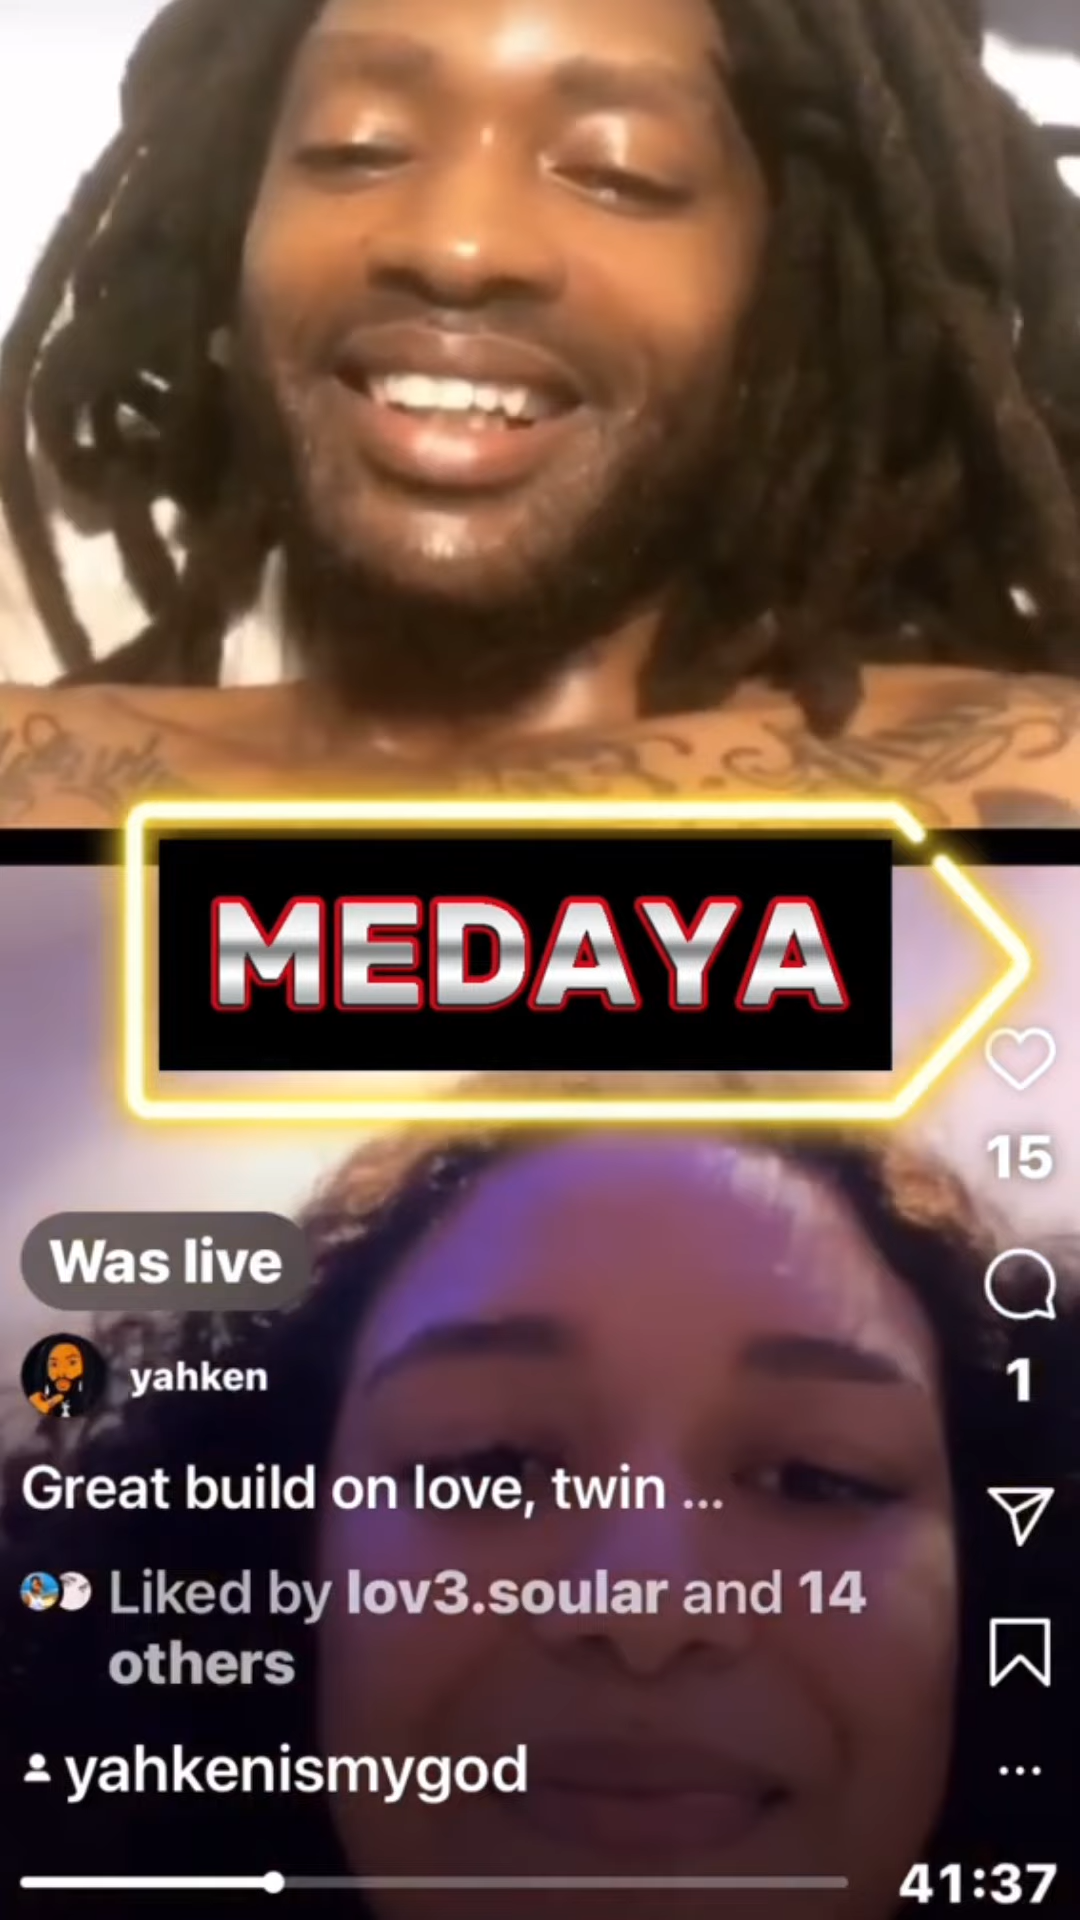 MEDAYA
15
Was live
yahken
1
Great build on love, twin ...
Liked by lov3.soular and 14
others
yahkenismygod
...
41:37